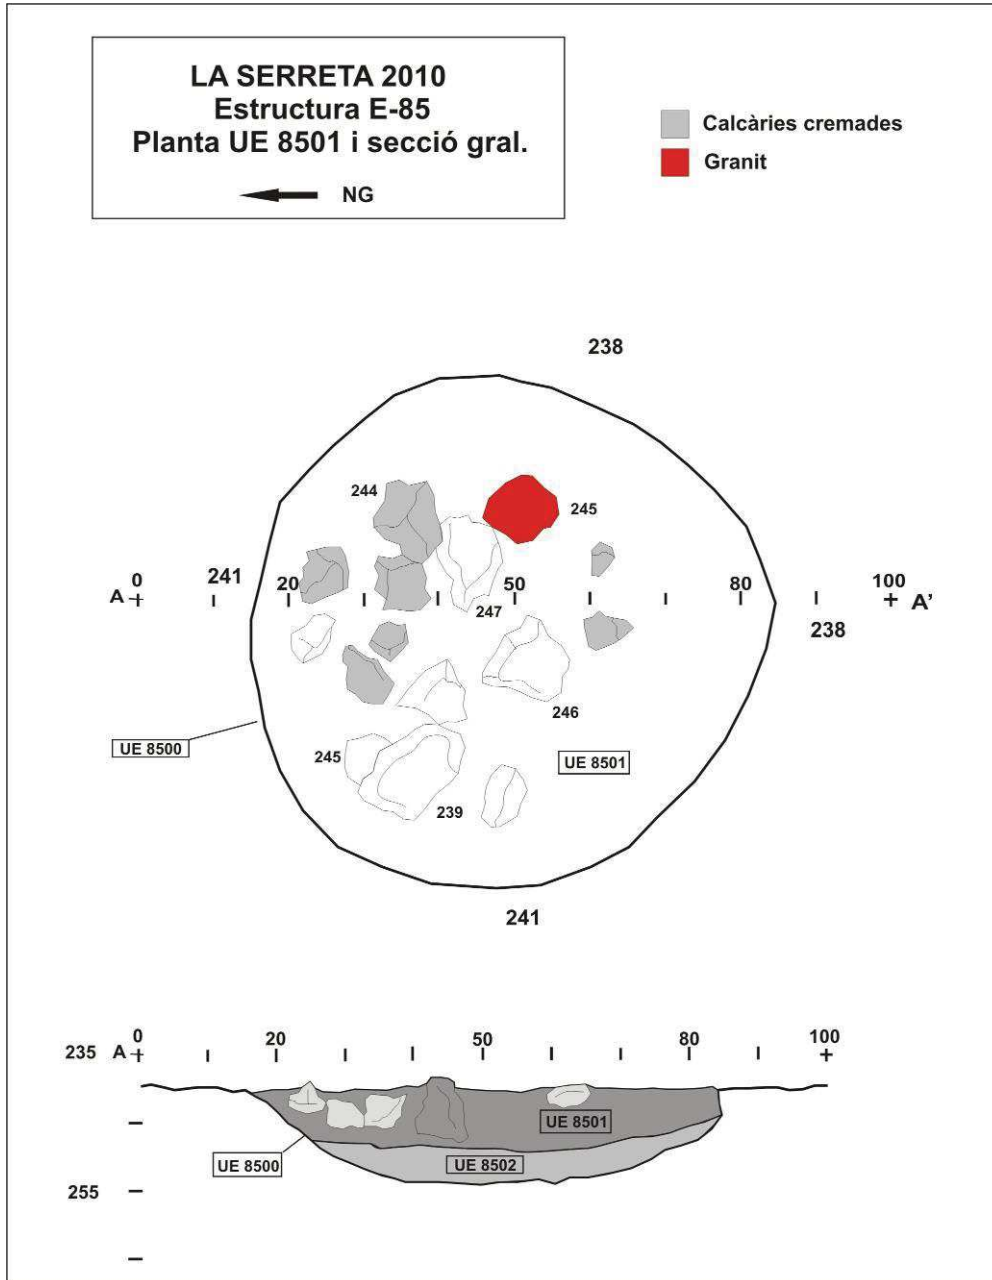 LA SERRETA 2010
Estructura E-85
Planta UE 8501 i secció gral.
NG
Calcàries cremades
Granit
238
244
245
0
241
20
50
80
100
A
A'
247
238
246
UE 8500
245
UE 8501
239
241
0
20
50
80
100
235
A
UE 8501
UE 8500
UE 8502
255